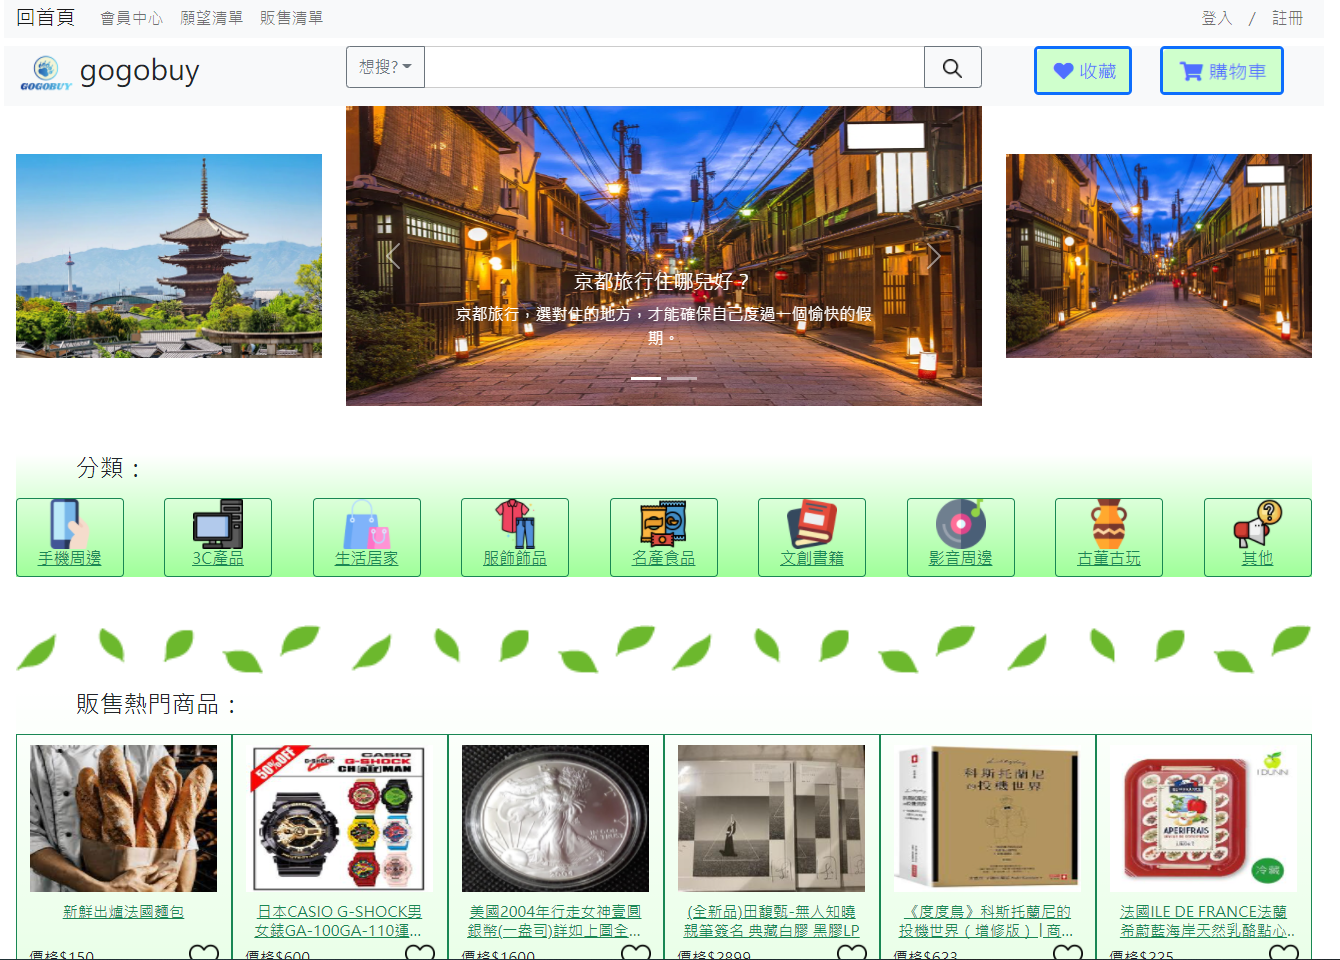 回首頁 會員中心 願望清單 販售清單 登入 / 註冊
GOGOBUY gogobuy 想搜? 收藏 購物車
京都旅行住哪兒好？
京都旅行，選對住的地方，才能確保自己度過一個愉快的假
期。
分類：
手機周邊 3C產品 生活居家 服飾飾品 名產食品 文創書籍 影音周邊 古董古玩 其他
販售熱門商品：
50%OFF G-SHOCK CASIO
G-SHOCK
CHairMAN
科斯托蘭尼
投機世界
I DUNN
APERIFRAIS
冷藏
新鮮出爐法國麵包
日本CASIO G-SHOCK男
女錶GA-100GA-110運...
美國2004年行走女神壹圓
銀幣(一盎司)詳如上圖全...
(全新品)田馥甄-無人知曉
親筆簽名 典藏白膠 黑膠LP
《度度鳥》科斯托蘭尼的
投機世界（增修版）│商...
法國ILE DE FRANCE法蘭
希蔚藍海岸天然乳酪點心...
價格$150 價格$600 價格$1600 價格$2899 價格$623 價格$225